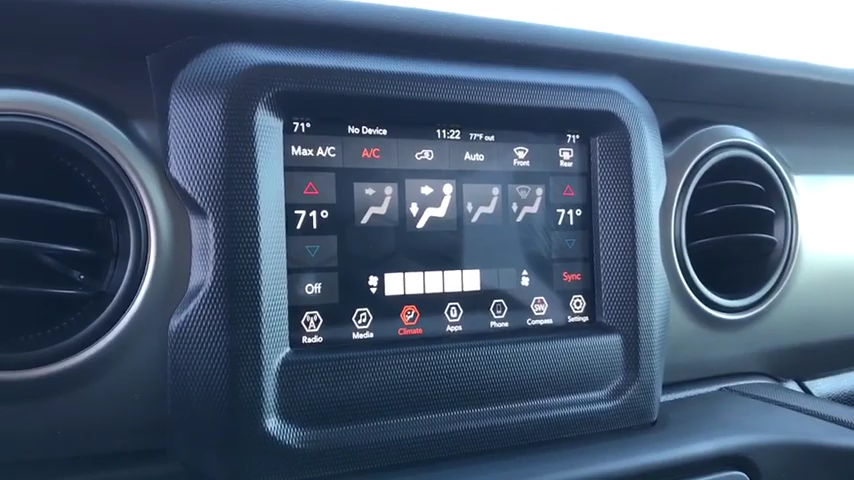 71° No Device 11:22 77°F out 71°
Max A/C A/C Auto Front Rear
71° 71°
Off Sync
Radio Media Climate Apps Phone SW Compass Settings